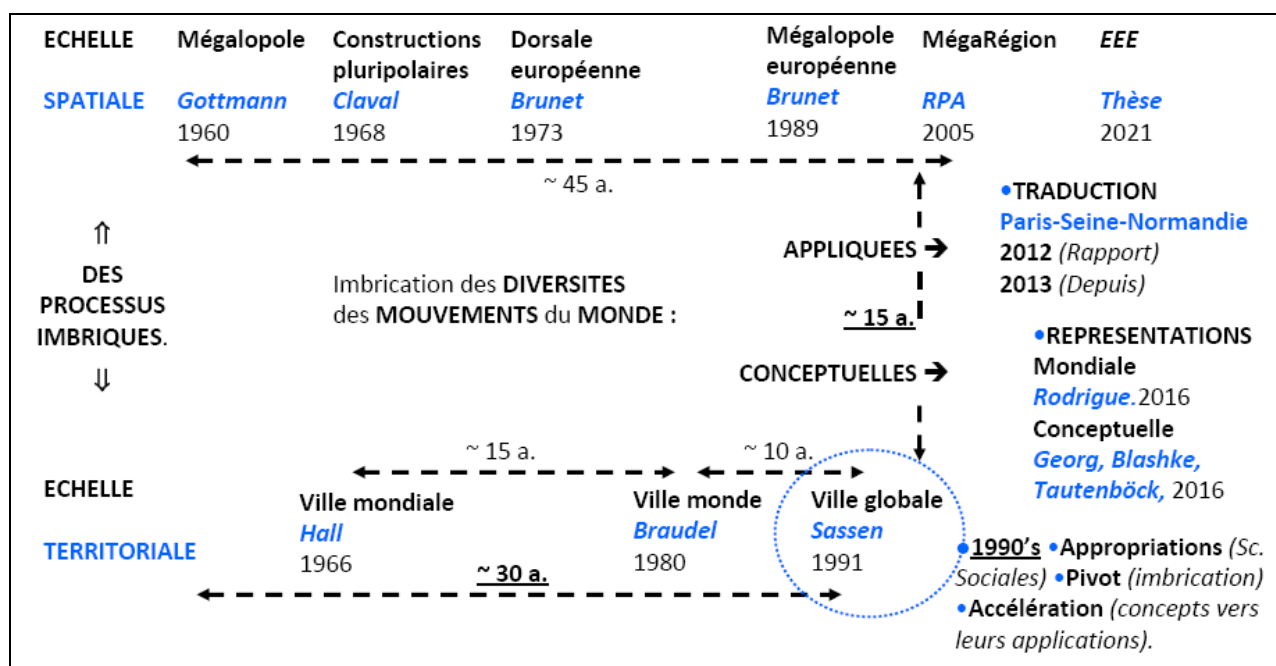 ECHELLE Mégalopole Constructions pluripolaires Dorsale européenne Mégalopole européenne MégaRégion EEE
SPATIALE Gottmann Claval Brunet Brunet RPA Thèse
1960 1968 1973 1989 2005 2021
~ 45 a.
•TRADUCTION
Paris-Seine-Normandie
2012 (Rapport)
2013 (Depuis)
⇑
DES
PROCESSUS
IMBRIQUES.
⇓
Imbrication des DIVERSITES
des MOUVEMENTS du MONDE :
APPLIQUEES ➔
~ 15 a.
CONCEPTUELLES ➔
•REPRESENTATIONS
Mondiale
Rodrigue.2016
Conceptuelle
Georg, Blashke,
Tautenböck, 2016
~ 15 a. ~ 10 a.
ECHELLE Ville mondiale Ville monde Ville globale
Hall Braudel Sassen
TERRITORIALE 1966 1980 1991
~ 30 a.
•1990's •Appropriations (Sc.
Sociales) •Pivot (imbrication)
•Accélération (concepts vers
leurs applications).